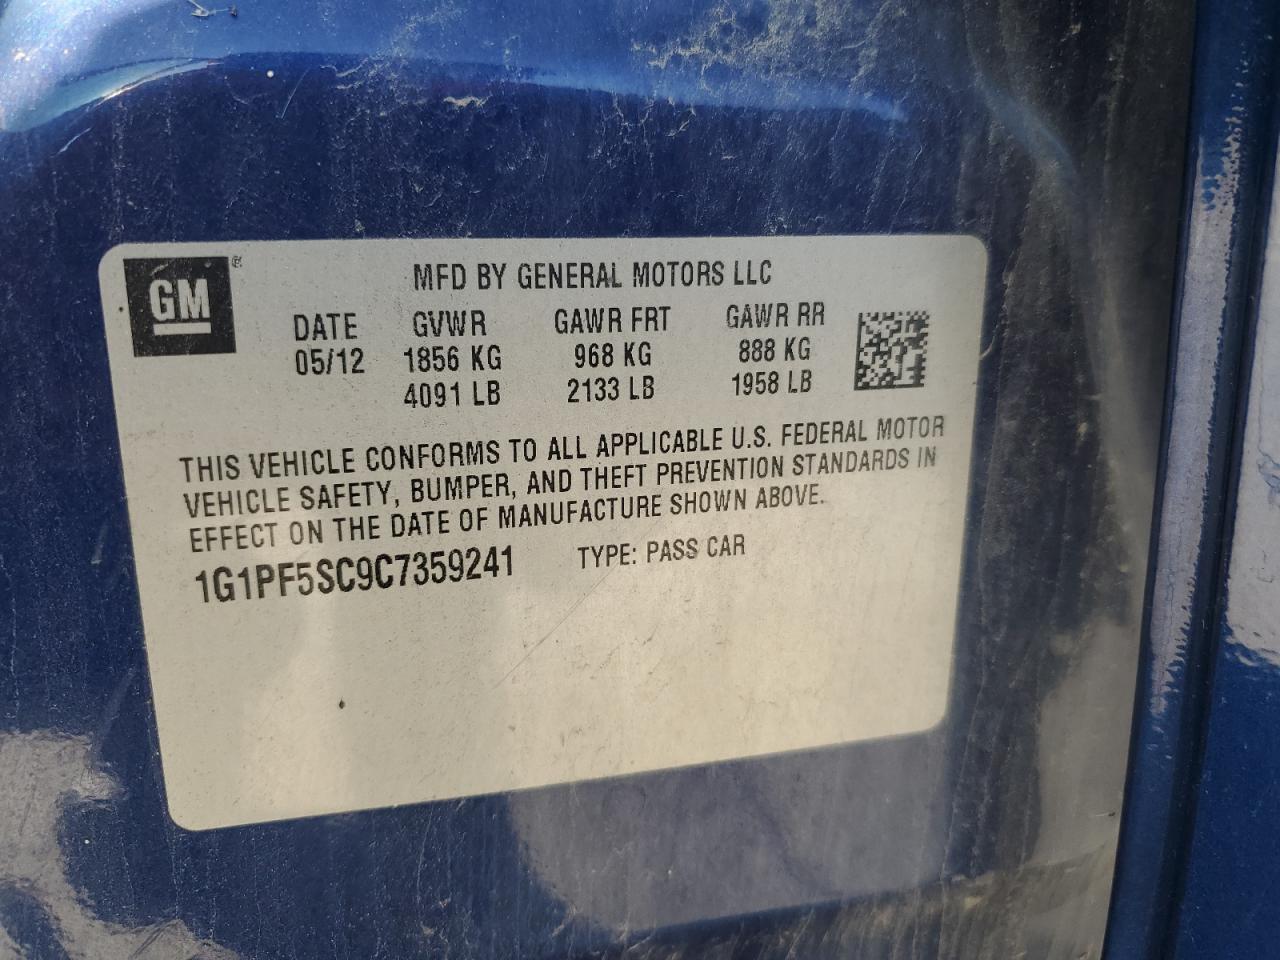 GM®
MFD BY GENERAL MOTORS LLC
DATE GVWR GAWR FRT GAWR RR
05/12 1856 KG 968 KG 888 KG
4091 LB 2133 LB 1958 LB
THIS VEHICLE CONFORMS TO ALL APPLICABLE U.S. FEDERAL MOTOR
VEHICLE SAFETY, BUMPER, AND THEFT PREVENTION STANDARDS IN
EFFECT ON THE DATE OF MANUFACTURE SHOWN ABOVE.
1G1PF5SC9C7359241 TYPE: PASS CAR